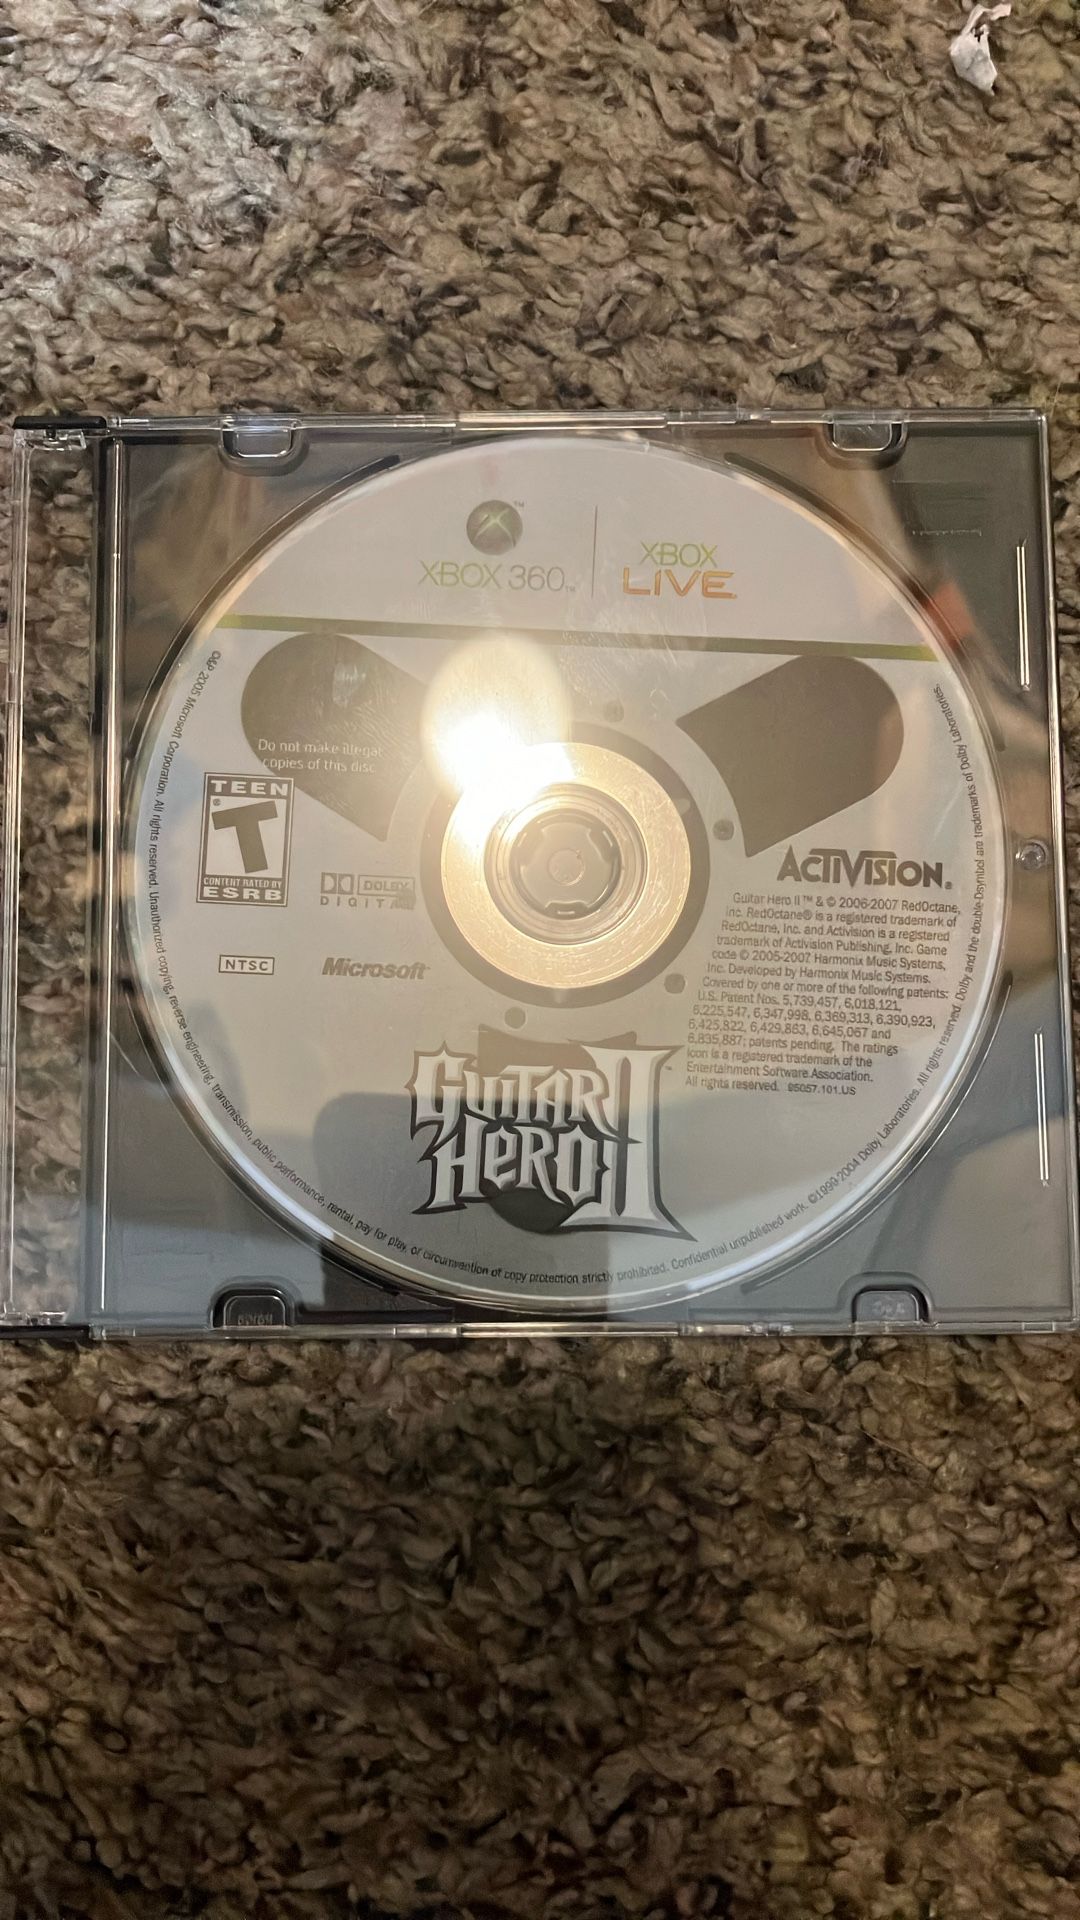 XBOX 360™
XBOX
LIVE
Do not make illegal
copies of this disc
TEEN
T
CONTENT RATED BY
ESRB
DOLBY
DIGITAL
NTSC
Microsoft
ACTIVISION®
Guitar Hero II™ & © 2006-2007 RedOctane,
Inc. RedOctane® is a registered trademark of
RedOctane, Inc. and Activision is a registered
trademark of Activision Publishing, Inc. Game
code © 2005-2007 Harmonix Music Systems,
Inc. Developed by Harmonix Music Systems.
Covered by one or more of the following patents:
U.S. Patent Nos. 5,739,457, 6,018,121,
6,225,547, 6,347,998, 6,369,313, 6,390,923,
6,425,822, 6,429,863, 6,645,067 and
6,835,887; patents pending. The ratings
icon is a registered trademark of the
Entertainment Software Association.
All rights reserved. 95057.101.US
GUITAR
HERO II™
©&℗ 2005 Microsoft Corporation. All rights reserved. Unauthorized copying, reverse engineering, transmission, public performance, rental, pay for play, or circumvention of copy protection strictly prohibited. Confidential unpublished work. ©1999-2004 Dolby Laboratories. All rights reserved. Dolby and the double-D symbol are trademarks of Dolby Laboratories.